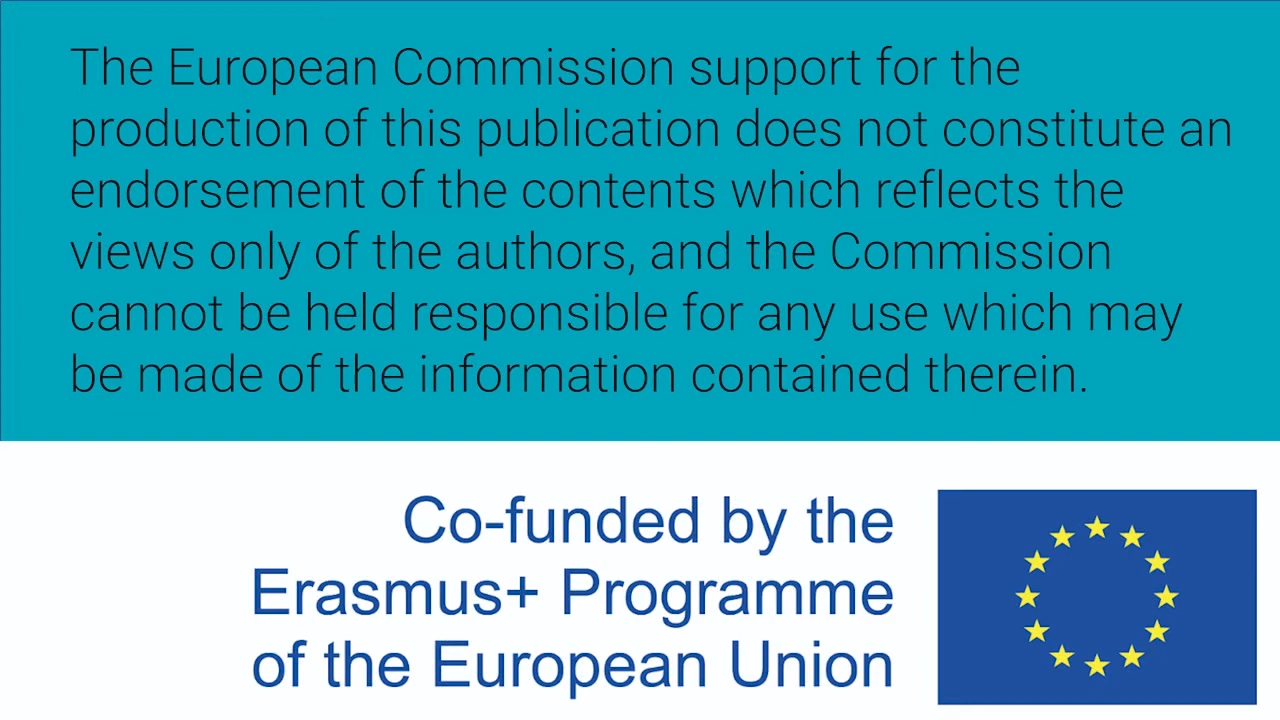 The European Commission support for the
production of this publication does not constitute an
endorsement of the contents which reflects the
views only of the authors, and the Commission
cannot be held responsible for any use which may
be made of the information contained therein.
Co-funded by the
Erasmus+ Programme
of the European Union